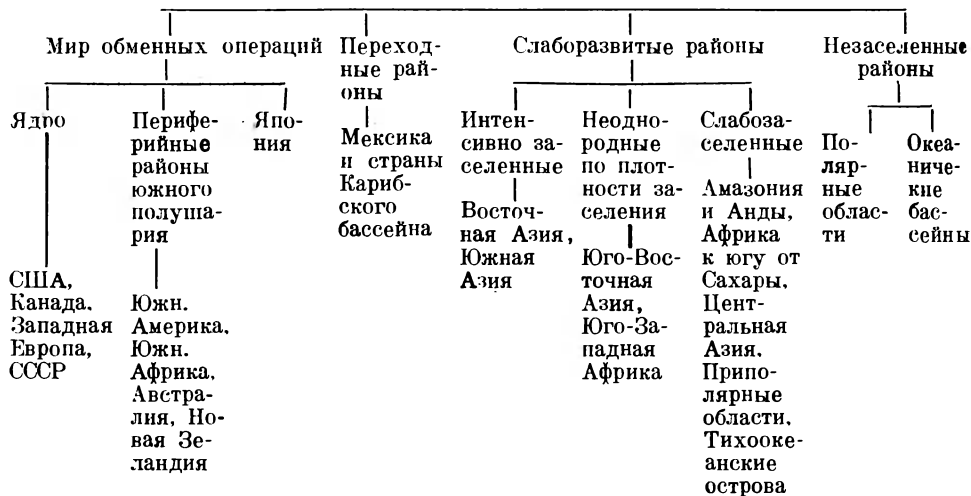 Мир обменных операций
Переход-
ные рай-
оны
Слаборазвитые районы
Незаселенные
районы
Ядро
США,
Канада,
Западная
Европа,
СССР
Перифе-
рийные
районы
южного
полуша-
рия
Южн.
Америка,
Южн.
Африка,
Австра-
лия, Но-
вая Зе-
ландия
Япо-
ния
Мексика
и страны
Кариб-
ского
бассейна
Интен-
сивно за-
селенные
Восточ-
ная Азия,
Южная
Азия
Неодно-
родные
по плот-
ности за-
селения
Юго-Вос-
точная
Азия,
Юго-За-
падная
Африка
Слабоза-
селенные
Амазония
и Анды,
Африка
к югу от
Сахары,
Цент-
ральная
Азия.
Припо-
лярные
области.
Тихооке-
анские
острова
По-
ляр-
ные
облас-
ти
Океа-
ниче-
ские
бас-
сейны